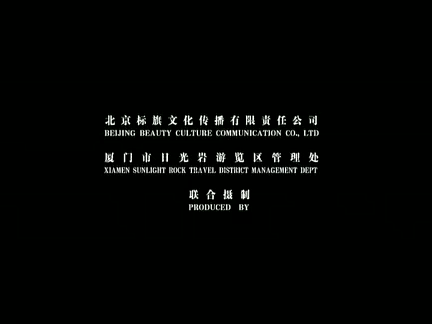 北京标旗文化传播有限责任公司
BEIJING BEAUTY CULTURE COMMUNICATION CO., LTD
厦门市日光岩游览区管理处
XIAMEN SUNLIGHT ROCK TRAVEL DISTRICT MANAGEMENT DEPT
联合摄制
PRODUCED BY